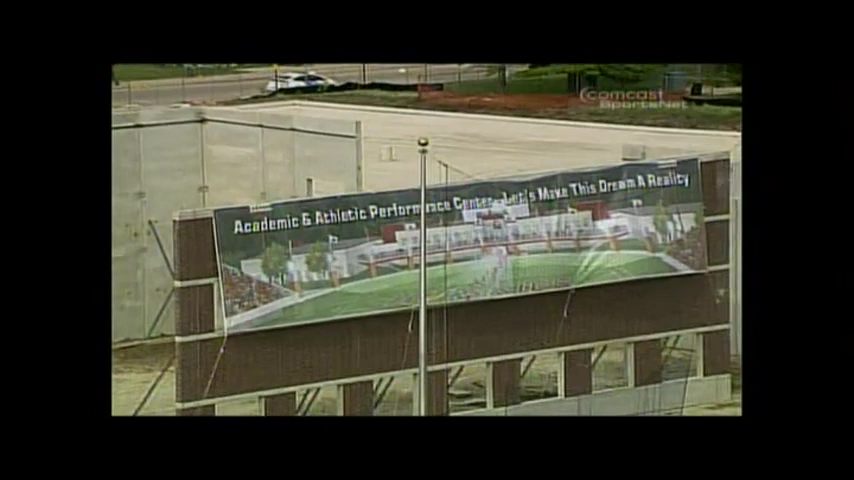 comcast
SportsNet
Academic & Athletic Performance Center - Let's Make This Dream A Reality